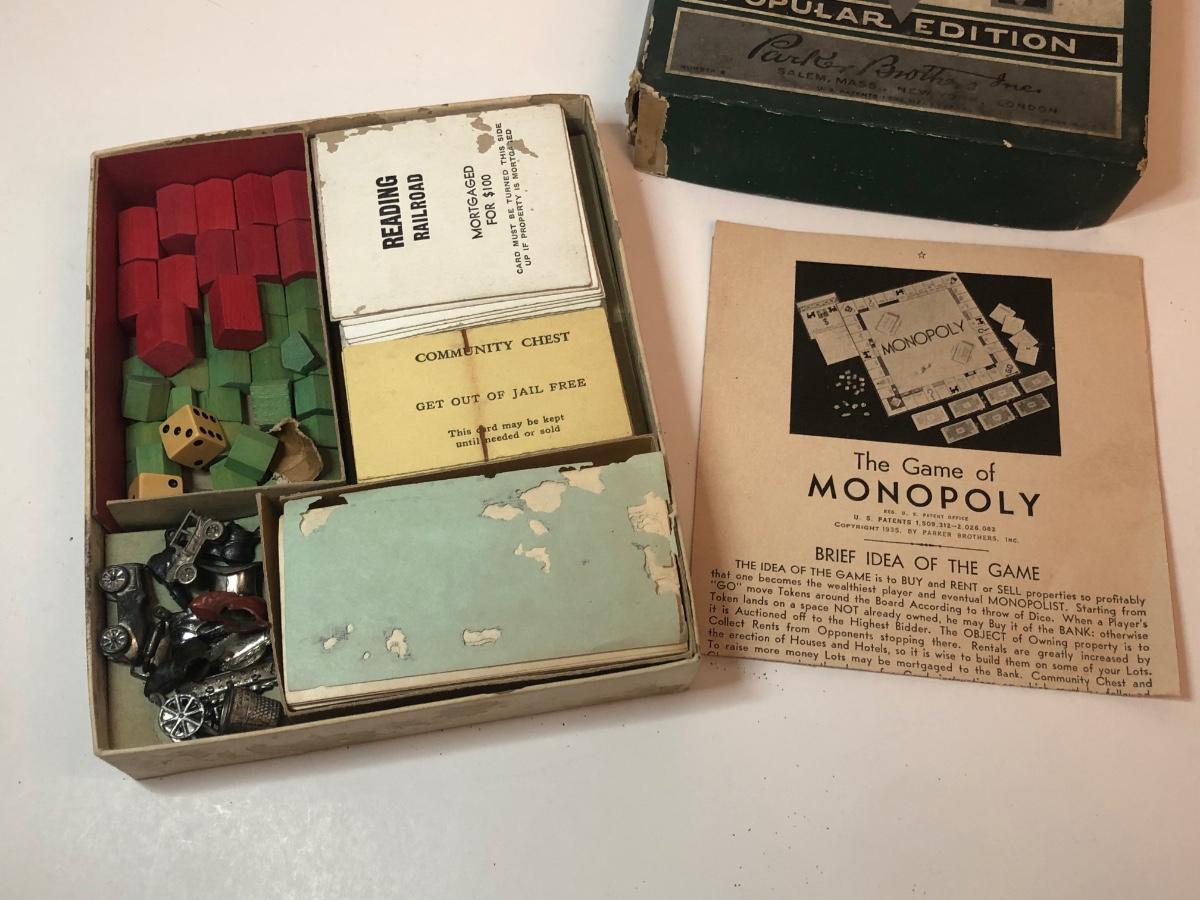 POPULAR EDITION
Parker Brothers Inc.
SALEM, MASS., NEW YORK, LONDON
READING
RAILROAD
MORTGAGED
FOR $100
CARD MUST BE TURNED THIS SIDE
UP IF PROPERTY IS MORTGAGED
COMMUNITY CHEST
GET OUT OF JAIL FREE
This card may be kept
until needed or sold
MONOPOLY
The Game of
MONOPOLY
REG. U. S. PATENT OFFICE
U. S. PATENTS 1,509,312—2,026,082
COPYRIGHT 1935, BY PARKER BROTHERS, INC.
BRIEF IDEA OF THE GAME
THE IDEA OF THE GAME is to BUY and RENT or SELL properties so profitably
that one becomes the wealthiest player and eventual MONOPOLIST. Starting from
"GO" move Tokens around the Board According to throw of Dice. When a Player's
Token lands on a space NOT already owned, he may Buy it of the BANK: otherwise
it is Auctioned off to the Highest Bidder. The OBJECT of Owning property is to
Collect Rents from Opponents stopping there. Rentals are greatly increased by
the erection of Houses and Hotels, so it is wise to build them on some of your Lots.
To raise more money Lots may be mortgaged to the Bank. Community Chest and